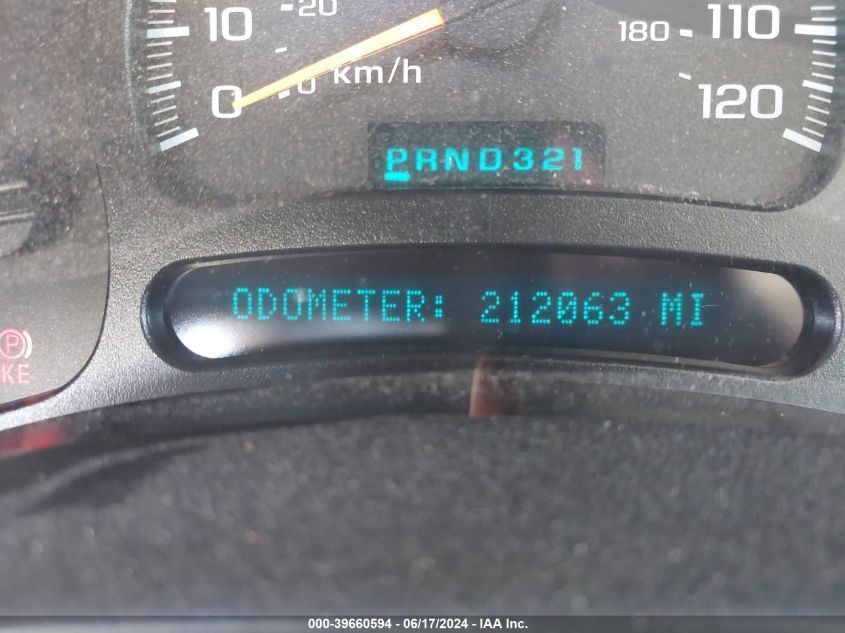 10 20 180 110
km/h
0 0 120
PRND321
ODOMETER: 212063 MI
(P)
KE
000-39660594 / 06/17/2024 - IAA Inc.